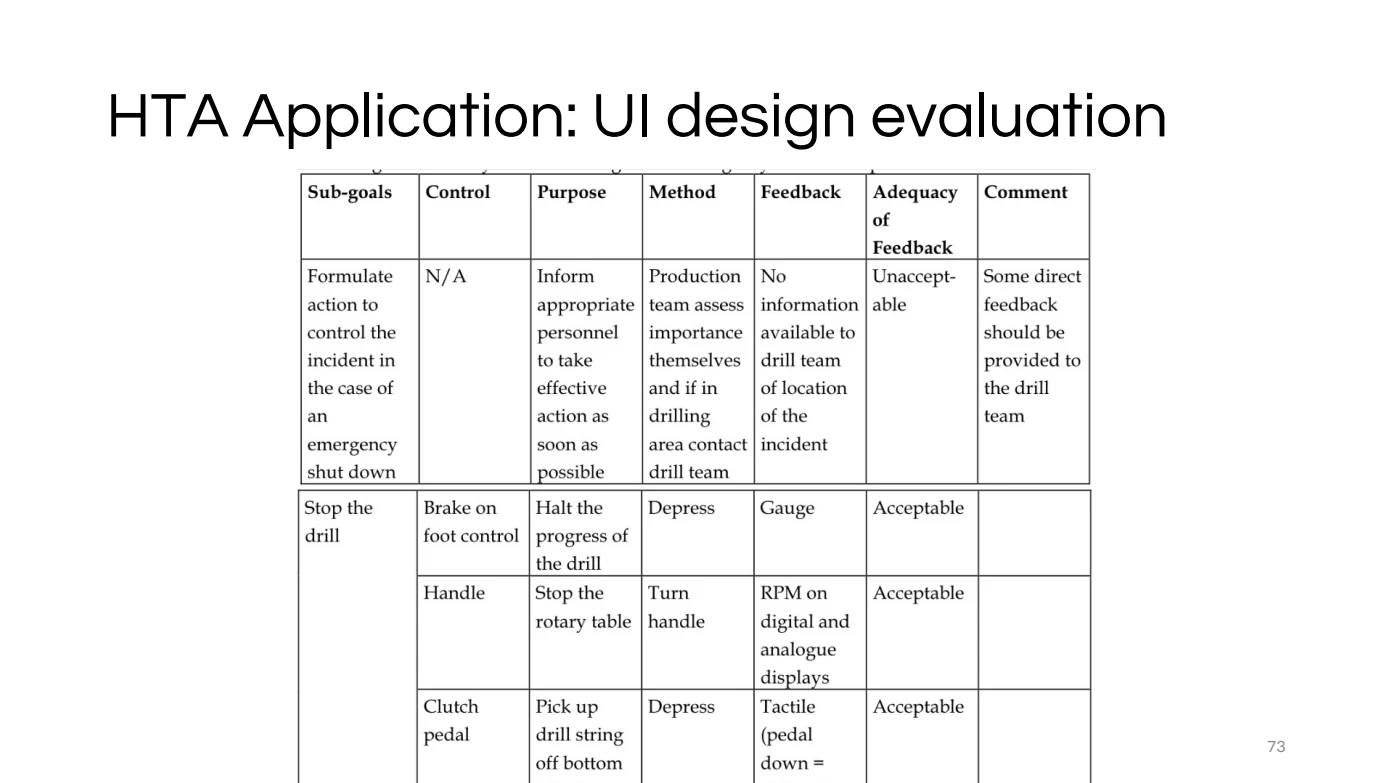 HTA Application: UI design evaluation
Sub-goals Control Purpose Method Feedback Adequacy of Feedback Comment
Formulate action to control the incident in the case of an emergency shut down
N/A
Inform appropriate personnel to take effective action as soon as possible
Production team assess importance themselves and if in drilling area contact drill team
No information available to drill team of location of the incident
Unaccept-able
Some direct feedback should be provided to the drill team
Stop the drill
Brake on foot control
Halt the progress of the drill
Depress
Gauge
Acceptable
Handle
Stop the rotary table
Turn handle
RPM on digital and analogue displays
Acceptable
Clutch pedal
Pick up drill string off bottom
Depress
Tactile (pedal down =
Acceptable
73